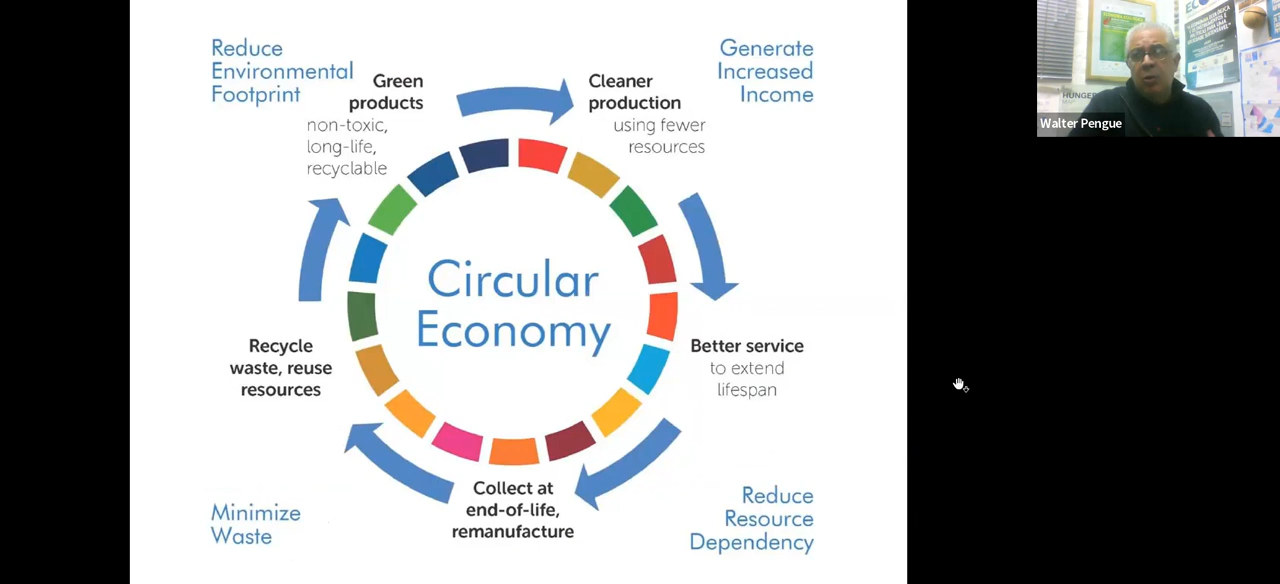 Reduce
Environmental
Footprint
Green
products
non-toxic,
long-life,
recyclable
Cleaner
production
using fewer
resources
Generate
Increased
Income
Circular
Economy
Recycle
waste, reuse
resources
Better service
to extend
lifespan
Collect at
end-of-life,
remanufacture
Minimize
Waste
Reduce
Resource
Dependency
HUNGER
Walter Pengue